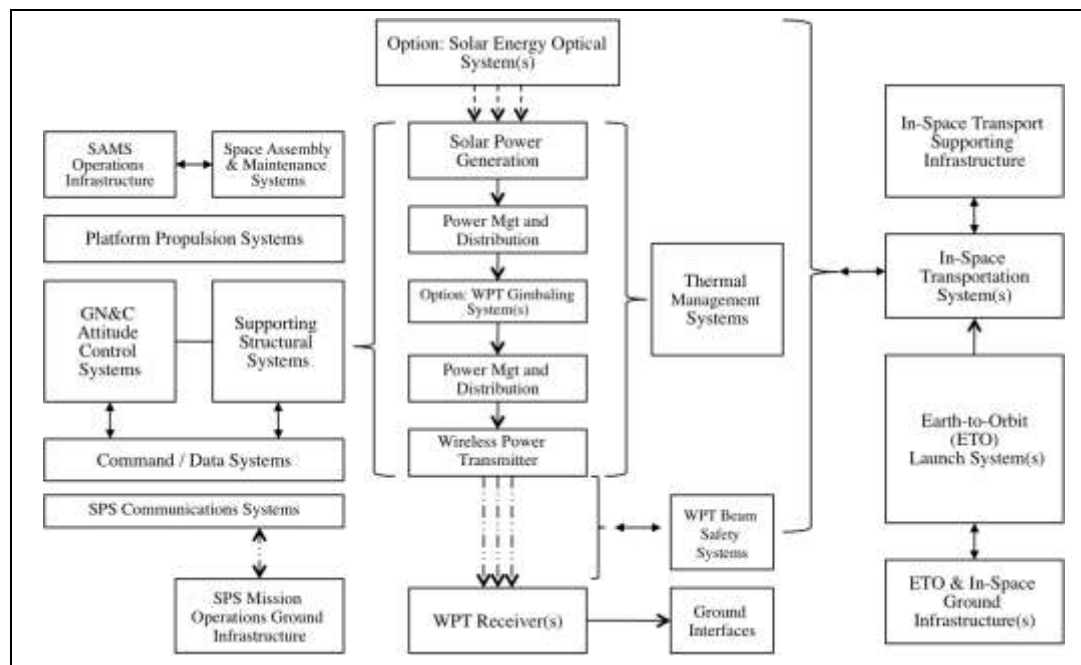 Option: Solar Energy Optical
System(s)
SAMS
Operations
Infrastructure
Space Assembly
& Maintenance
Systems
Platform Propulsion Systems
GN&C
Attitude
Control
Systems
Supporting
Structural
Systems
Command / Data Systems
SPS Communications Systems
SPS Mission
Operations Ground
Infrastructure
Solar Power
Generation
Power Mgt and
Distribution
Option: WPT Gimbaling
System(s)
Power Mgt and
Distribution
Wireless Power
Transmitter
WPT Receiver(s)
Thermal
Management
Systems
WPT Beam
Safety
Systems
Ground
Interfaces
In-Space Transport
Supporting
Infrastructure
In-Space
Transportation
System(s)
Earth-to-Orbit
(ETO)
Launch System(s)
ETO & In-Space
Ground
Infrastructure(s)